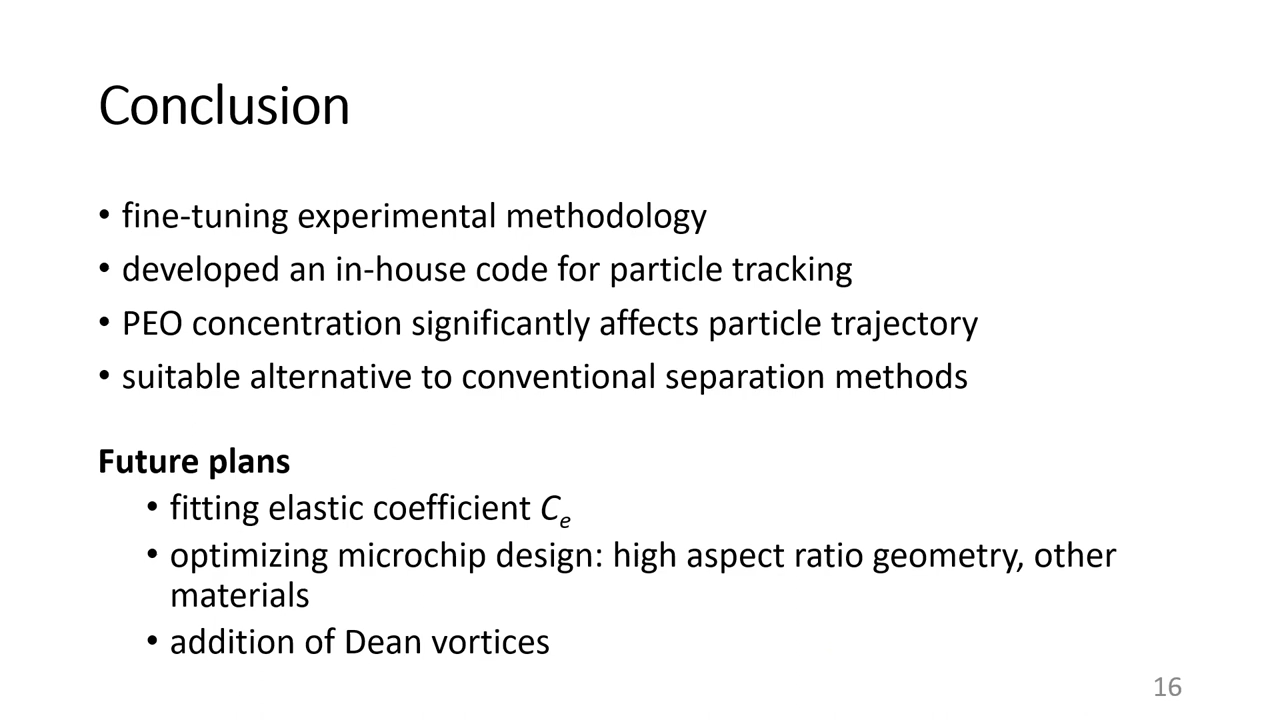 Conclusion
• fine-tuning experimental methodology
• developed an in-house code for particle tracking
• PEO concentration significantly affects particle trajectory
• suitable alternative to conventional separation methods
Future plans
• fitting elastic coefficient Ce
• optimizing microchip design: high aspect ratio geometry, other
materials
• addition of Dean vortices
16